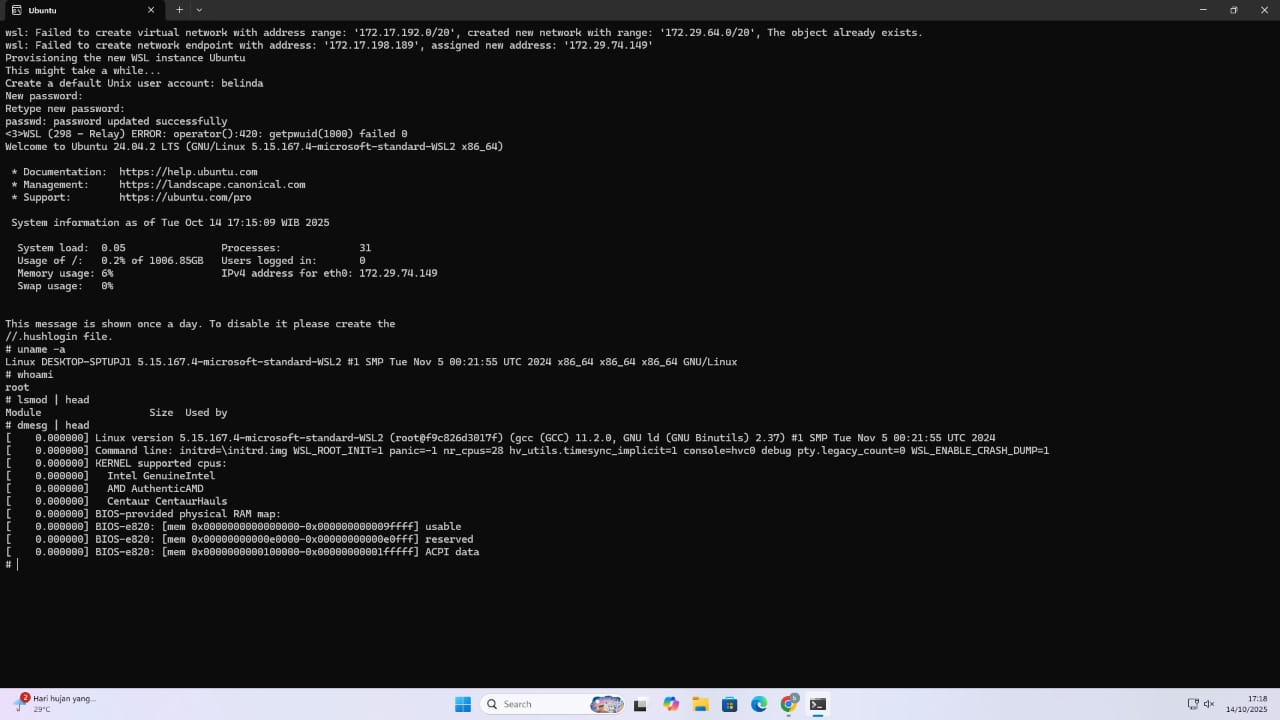 Ubuntu
wsl: Failed to create virtual network with address range: '172.17.192.0/20', created new network with range: '172.29.64.0/20', The object already exists.
wsl: Failed to create network endpoint with address: '172.17.198.189', assigned new address: '172.29.74.149'
Provisioning the new WSL instance Ubuntu
This might take a while...
Create a default Unix user account: belinda
New password:
Retype new password:
passwd: password updated successfully
<3>WSL (298 - Relay) ERROR: operator():420: getpwuid(1000) failed 0
Welcome to Ubuntu 24.04.2 LTS (GNU/Linux 5.15.167.4-microsoft-standard-WSL2 x86_64)
* Documentation: https://help.ubuntu.com
* Management: https://landscape.canonical.com
* Support: https://ubuntu.com/pro
System information as of Tue Oct 14 17:15:09 WIB 2025
System load: 0.05 Processes: 31
Usage of /: 0.2% of 1006.85GB Users logged in: 0
Memory usage: 6% IPv4 address for eth0: 172.29.74.149
Swap usage: 0%
This message is shown once a day. To disable it please create the
//.hushlogin file.
# uname -a
Linux DESKTOP-SPTUPJ1 5.15.167.4-microsoft-standard-WSL2 #1 SMP Tue Nov 5 00:21:55 UTC 2024 x86_64 x86_64 x86_64 GNU/Linux
# whoami
root
# lsmod | head
Module Size Used by
# dmesg | head
[ 0.000000] Linux version 5.15.167.4-microsoft-standard-WSL2 (root@f9c826d3017f) (gcc (GCC) 11.2.0, GNU ld (GNU Binutils) 2.37) #1 SMP Tue Nov 5 00:21:55 UTC 2024
[ 0.000000] Command line: initrd=\initrd.img WSL_ROOT_INIT=1 panic=-1 nr_cpus=28 hv_utils.timesync_implicit=1 console=hvc0 debug pty.legacy_count=0 WSL_ENABLE_CRASH_DUMP=1
[ 0.000000] KERNEL supported cpus:
[ 0.000000] Intel GenuineIntel
[ 0.000000] AMD AuthenticAMD
[ 0.000000] Centaur CentaurHauls
[ 0.000000] BIOS-provided physical RAM map:
[ 0.000000] BIOS-e820: [mem 0x0000000000000000-0x000000000009ffff] usable
[ 0.000000] BIOS-e820: [mem 0x00000000000e0000-0x00000000000e0fff] reserved
[ 0.000000] BIOS-e820: [mem 0x0000000000100000-0x00000000001fffff] ACPI data
#
2 Hari hujan yang...
29°C
Search
17:18
14/10/2025